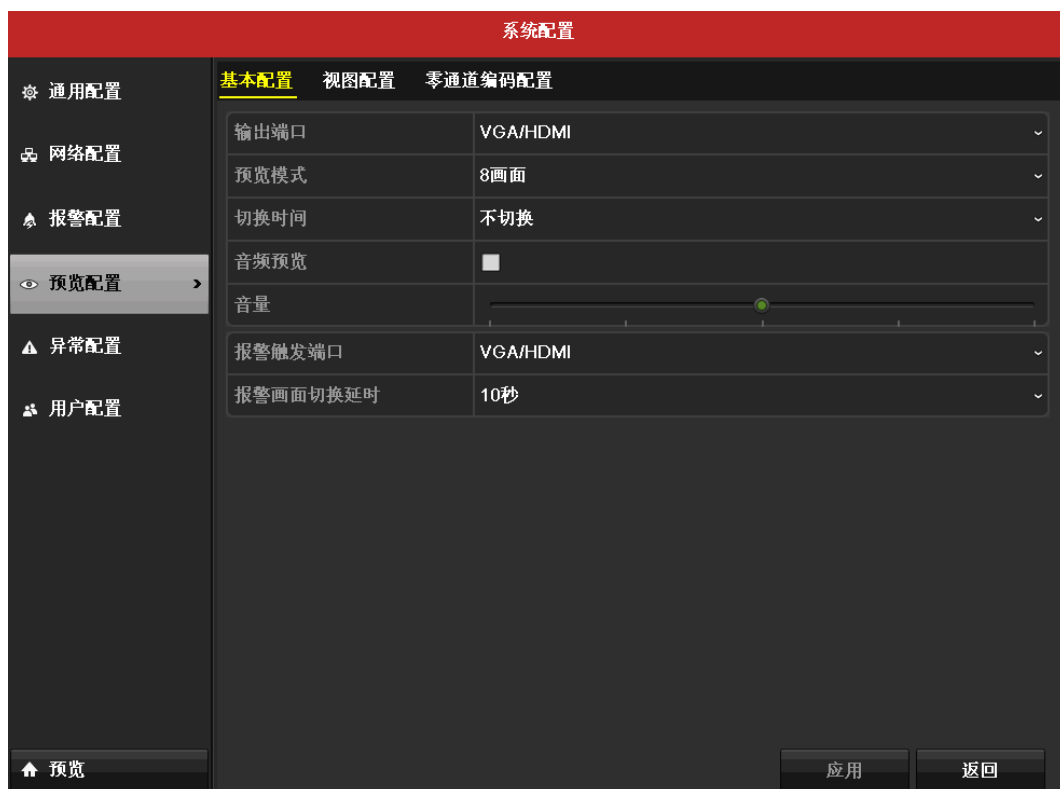 系统配置
通用配置
网络配置
报警配置
预览配置
异常配置
用户配置
预览
基本配置 视图配置 零通道编码配置
输出端口 VGA/HDMI
预览模式 8画面
切换时间 不切换
音频预览
音量
报警触发端口 VGA/HDMI
报警画面切换延时 10秒
应用 返回